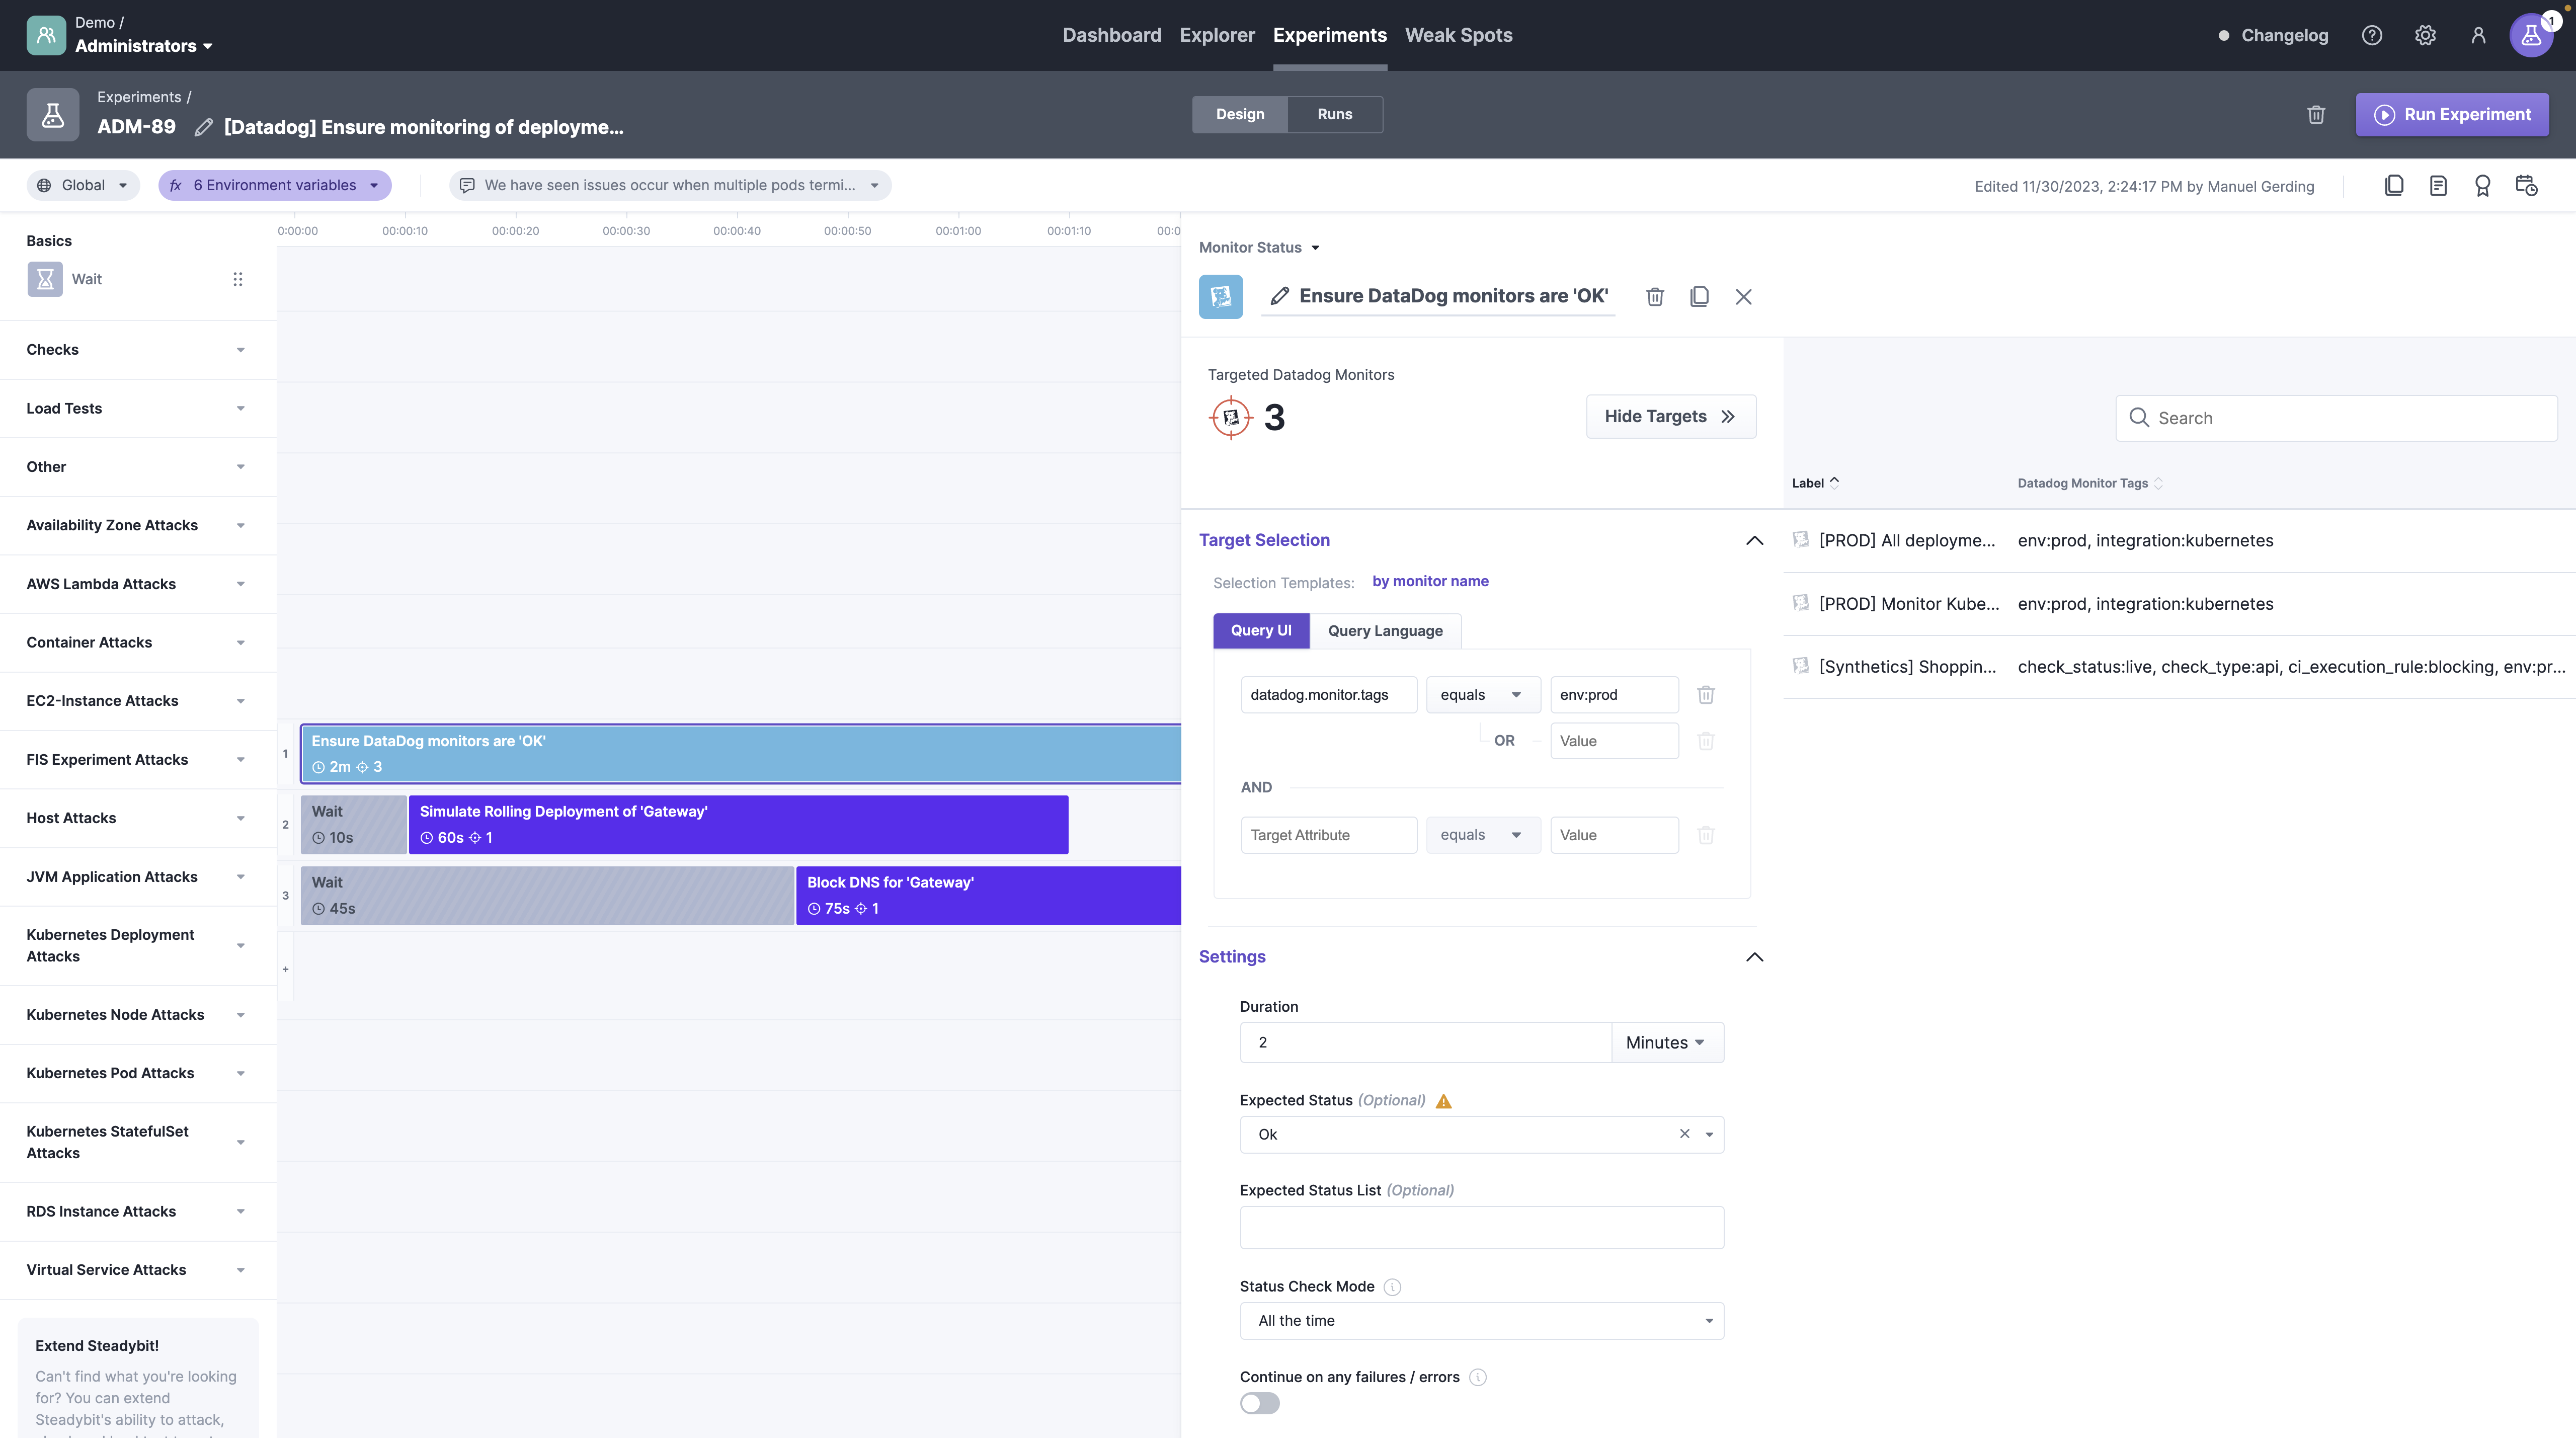 Demo /
Administrators
Dashboard Explorer Experiments Weak Spots
Changelog
1
Experiments /
ADM-89 [Datadog] Ensure monitoring of deployme...
Design Runs
Run Experiment
Global
fx 6 Environment variables
We have seen issues occur when multiple pods termi...
Edited 11/30/2023, 2:24:17 PM by Manuel Gerding
Basics
Wait
Checks
Load Tests
Other
Availability Zone Attacks
AWS Lambda Attacks
Container Attacks
EC2-Instance Attacks
FIS Experiment Attacks
Host Attacks
JVM Application Attacks
Kubernetes Deployment
Attacks
Kubernetes Node Attacks
Kubernetes Pod Attacks
Kubernetes StatefulSet
Attacks
RDS Instance Attacks
Virtual Service Attacks
Extend Steadybit!
Can't find what you're looking
for? You can extend
Steadybit's ability to attack,
0:00:00 00:00:10 00:00:20 00:00:30 00:00:40 00:00:50 00:01:00 00:01:10 00:0
1
Ensure DataDog monitors are 'OK'
2m 3
2
Wait
10s
Simulate Rolling Deployment of 'Gateway'
60s 1
3
Wait
45s
Block DNS for 'Gateway'
75s 1
+
Monitor Status
Ensure DataDog monitors are 'OK'
Targeted Datadog Monitors
3
Hide Targets
Target Selection
Selection Templates: by monitor name
Query UI Query Language
datadog.monitor.tags equals env:prod
OR Value
AND
Target Attribute equals Value
Settings
Duration
2 Minutes
Expected Status (Optional)
Ok
Expected Status List (Optional)
Status Check Mode
All the time
Continue on any failures / errors
Search
Label Datadog Monitor Tags
[PROD] All deployme... env:prod, integration:kubernetes
[PROD] Monitor Kube... env:prod, integration:kubernetes
[Synthetics] Shoppin... check_status:live, check_type:api, ci_execution_rule:blocking, env:pr...